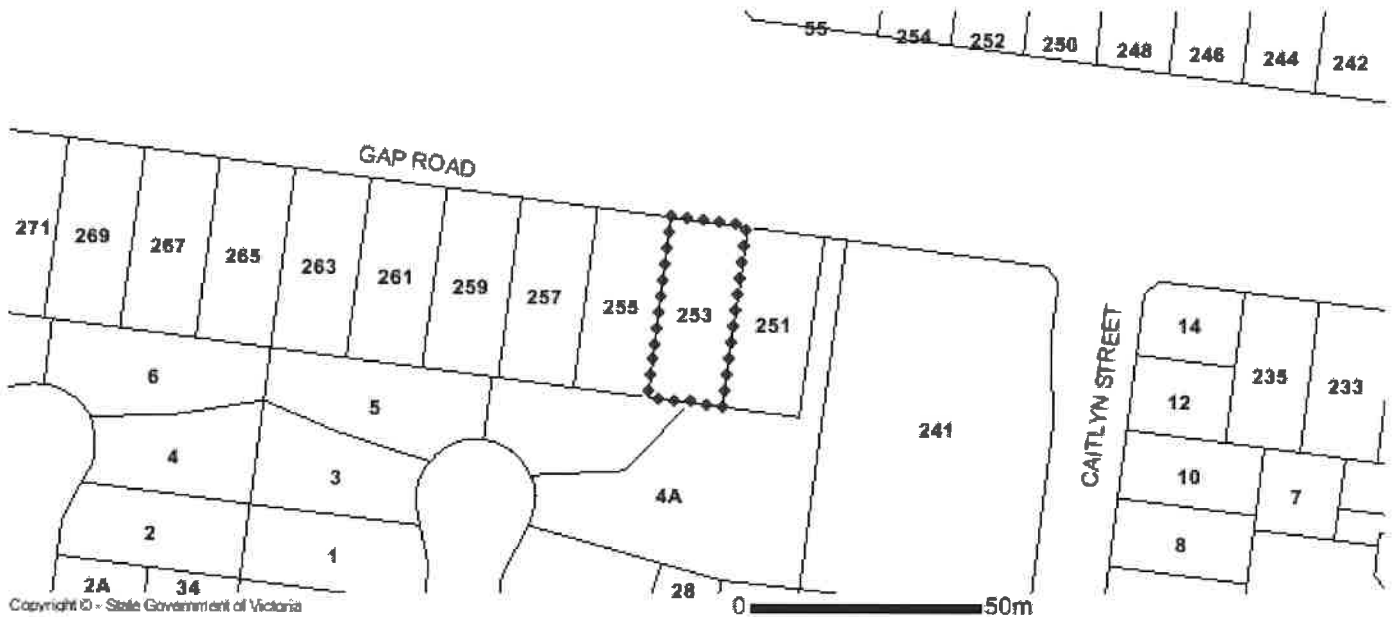 55 254 252 250 248 246 244 242
GAP ROAD
271 269 267 265 263 261 259 257 255 253 251
14
235 233
12
CAITLYN STREET
241
6
5
4
3
10
7
4A
2
1
8
2A 34 28
Copyright © - State Government of Victoria
0 50m